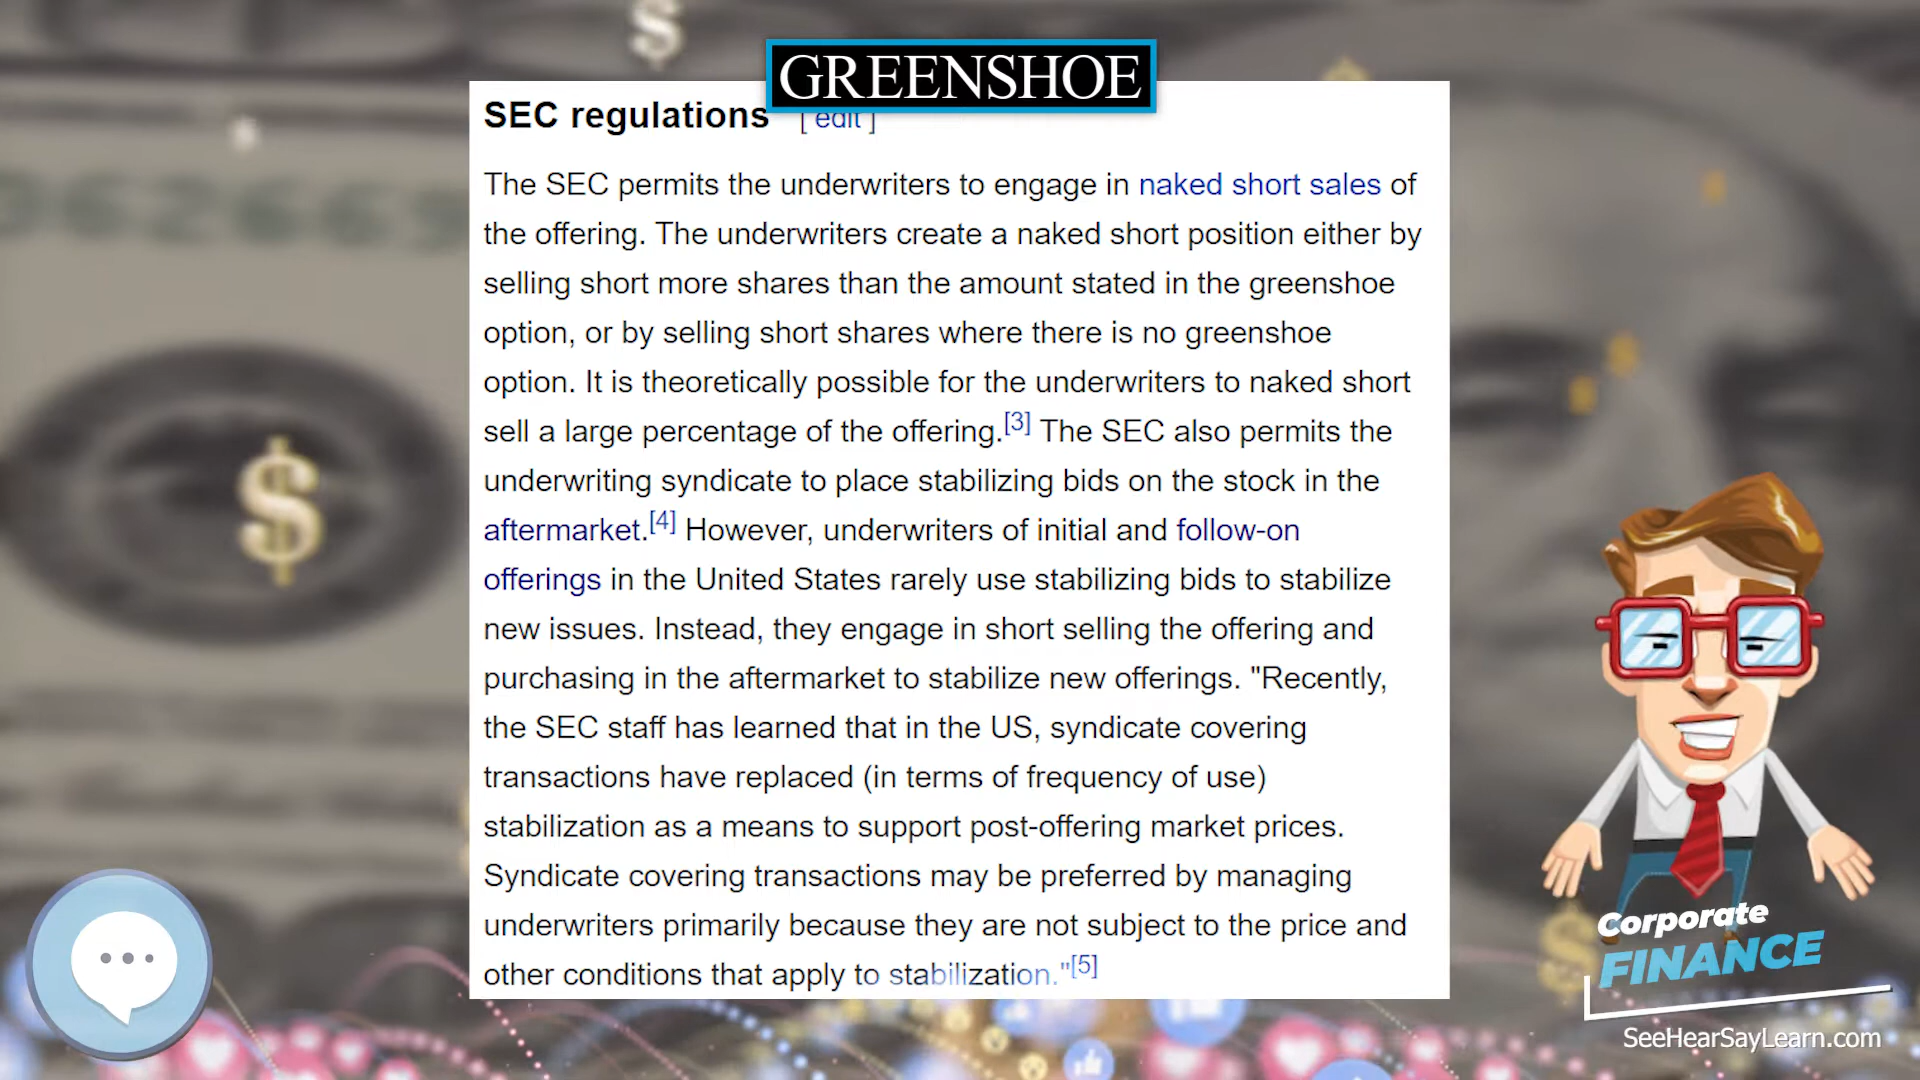 GREENSHOE
SEC regulations [ edit ]
The SEC permits the underwriters to engage in naked short sales of
the offering. The underwriters create a naked short position either by
selling short more shares than the amount stated in the greenshoe
option, or by selling short shares where there is no greenshoe
option. It is theoretically possible for the underwriters to naked short
sell a large percentage of the offering.[3] The SEC also permits the
underwriting syndicate to place stabilizing bids on the stock in the
aftermarket.[4] However, underwriters of initial and follow-on
offerings in the United States rarely use stabilizing bids to stabilize
new issues. Instead, they engage in short selling the offering and
purchasing in the aftermarket to stabilize new offerings. "Recently,
the SEC staff has learned that in the US, syndicate covering
transactions have replaced (in terms of frequency of use)
stabilization as a means to support post-offering market prices.
Syndicate covering transactions may be preferred by managing
underwriters primarily because they are not subject to the price and
other conditions that apply to stabilization."[5]
Corporate
FINANCE
SeeHearSayLearn.com